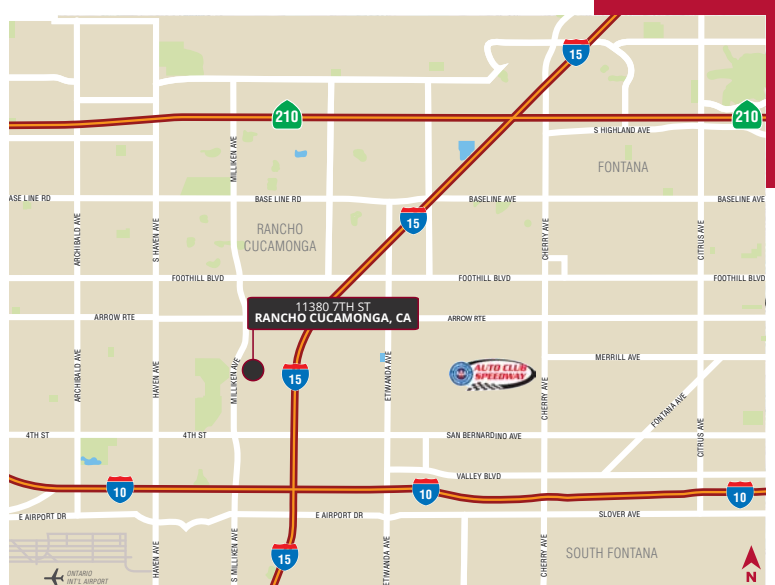 15
210
210
S HIGHLAND AVE
MILLIKEN AVE
FONTANA
ASE LINE RD
BASE LINE RD
BASELINE AVE
BASELINE AVE
15
ARCHIBALD AVE
S HAVEN AVE
RANCHO
CUCAMONGA
CHERRY AVE
CITRUS AVE
FOOTHILL BLVD
FOOTHILL BLVD
FOOTHILL BLVD
11380 7TH ST
RANCHO CUCAMONGA, CA
ARROW RTE
ARROW RTE
MERRILL AVE
ARCHIBALD AVE
HAVEN AVE
MILLIKEN AVE
15
ETIWANDA AVE
AUTO CLUB
SPEEDWAY
CHERRY AVE
FONTANA AVE
CITRUS AVE
4TH ST
4TH ST
SAN BERNARDINO AVE
VALLEY BLVD
10
10
10
E AIRPORT DR
E AIRPORT DR
SLOVER AVE
HAVEN AVE
S MILLIKEN AVE
15
ETIWANDA AVE
CHERRY AVE
SOUTH FONTANA
ONTARIO
INT'L AIRPORT
N